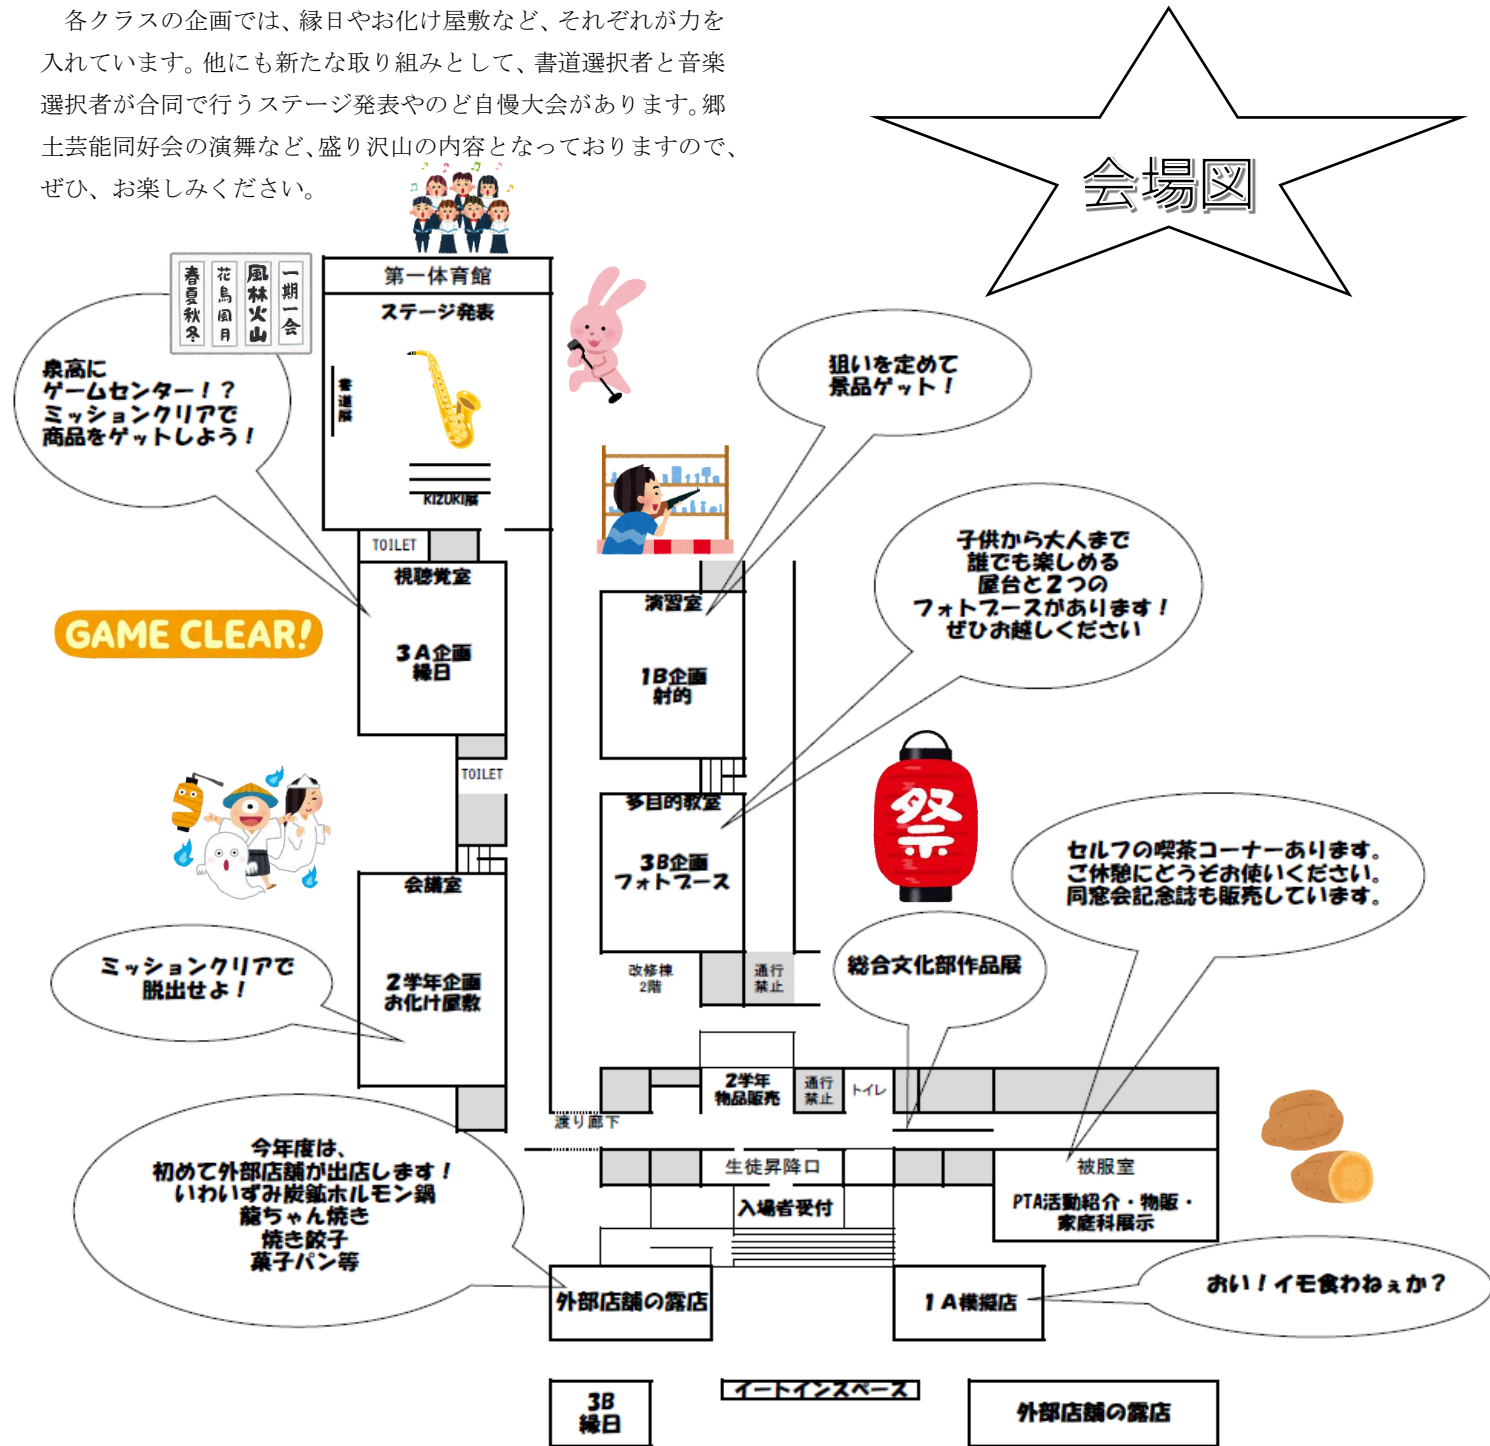 各クラスの企画では、縁日やお化け屋敷など、それぞれが力を
入れています。他にも新たな取り組みとして、書道選択者と音楽
選択者が合同で行うステージ発表やのど自慢大会があります。郷
土芸能同好会の演舞など、盛り沢山の内容となっておりますので、
ぜひ、お楽しみください。
会場図
一期一会
風林火山
花鳥風月
春夏秋冬
第一体育館
ステージ発表
書道展
KIZUKI展
泉高に
ゲームセンター！？
ミッションクリアで
商品をゲットしよう！
狙いを定めて
景品ゲット！
TOILET
視聴覚室
3A企画
縁日
GAME CLEAR!
演習室
1B企画
射的
子供から大人まで
誰でも楽しめる
屋台と2つの
フォトブースがあります！
ぜひお越しください
TOILET
多目的教室
3B企画
フォトブース
祭
セルフの喫茶コーナーあります。
ご休憩にどうぞお使いください。
同窓会記念誌も販売しています。
会議室
2学年企画
お化け屋敷
ミッションクリアで
脱出せよ！
改修棟
2階
通行
禁止
総合文化部作品展
2学年
物品販売
通行
禁止
トイレ
渡り廊下
生徒昇降口
入場者受付
被服室
PTA活動紹介・物販・
家庭科展示
今年度は、
初めて外部店舗が出店します！
いわいずみ炭鉱ホルモン鍋
龍ちゃん焼き
焼き餃子
菓子パン等
外部店舗の露店
1A模擬店
おい！イモ食わねぇか？
3B
縁日
イートインスペース
外部店舗の露店